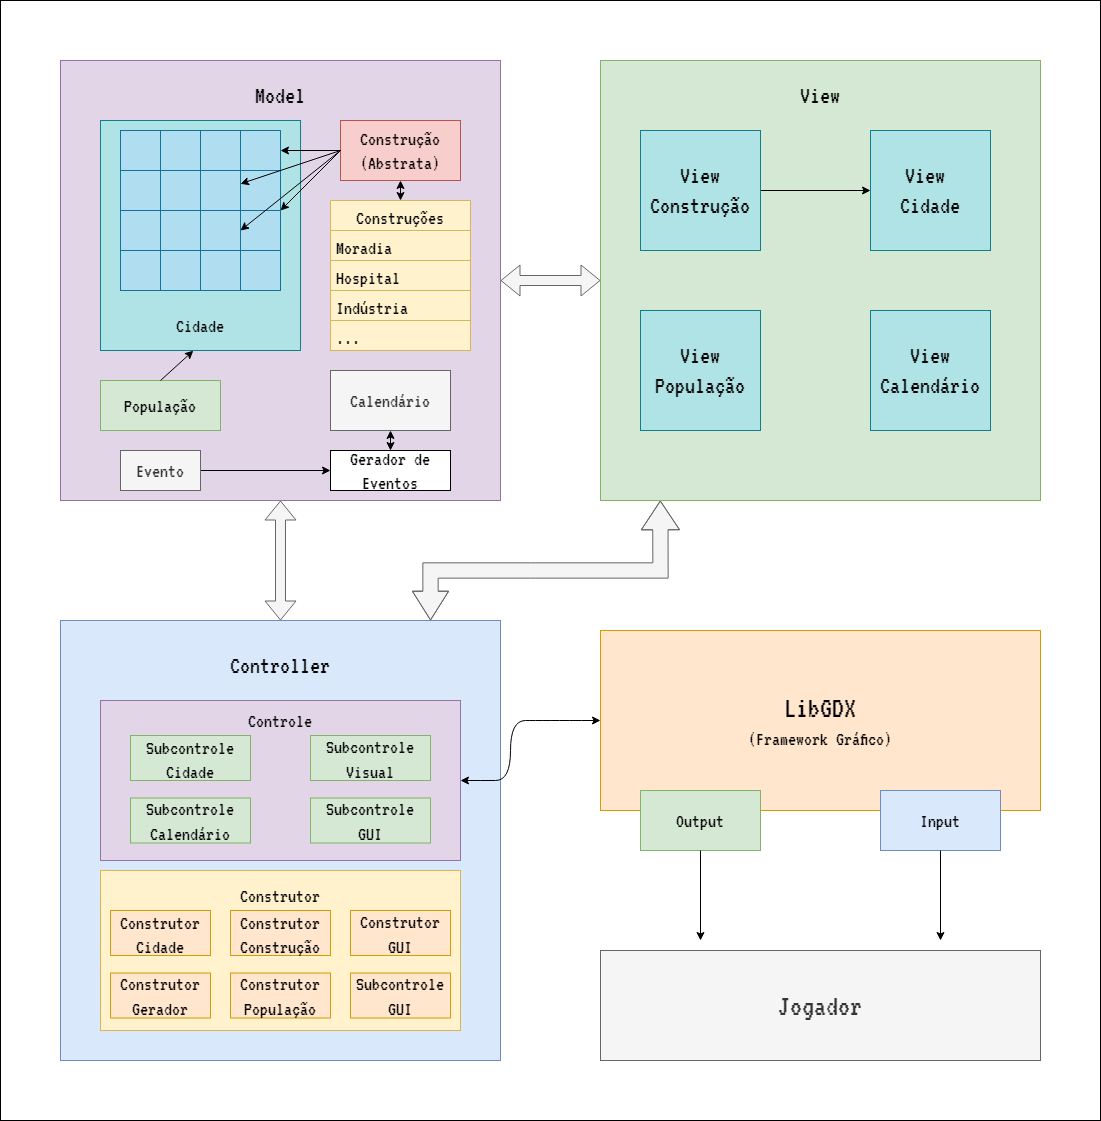 Model
Construção
(Abstrata)
Construções
Moradia
Hospital
Indústria
...
Cidade
População
Calendário
Evento
Gerador de
Eventos
View
View
Construção
View
Cidade
View
População
View
Calendário
Controller
Controle
Subcontrole
Cidade
Subcontrole
Visual
Subcontrole
Calendário
Subcontrole
GUI
Construtor
Construtor
Cidade
Construtor
Construção
Construtor
GUI
Construtor
Gerador
Construtor
População
Subcontrole
GUI
LibGDX
(Framework Gráfico)
Output
Input
Jogador